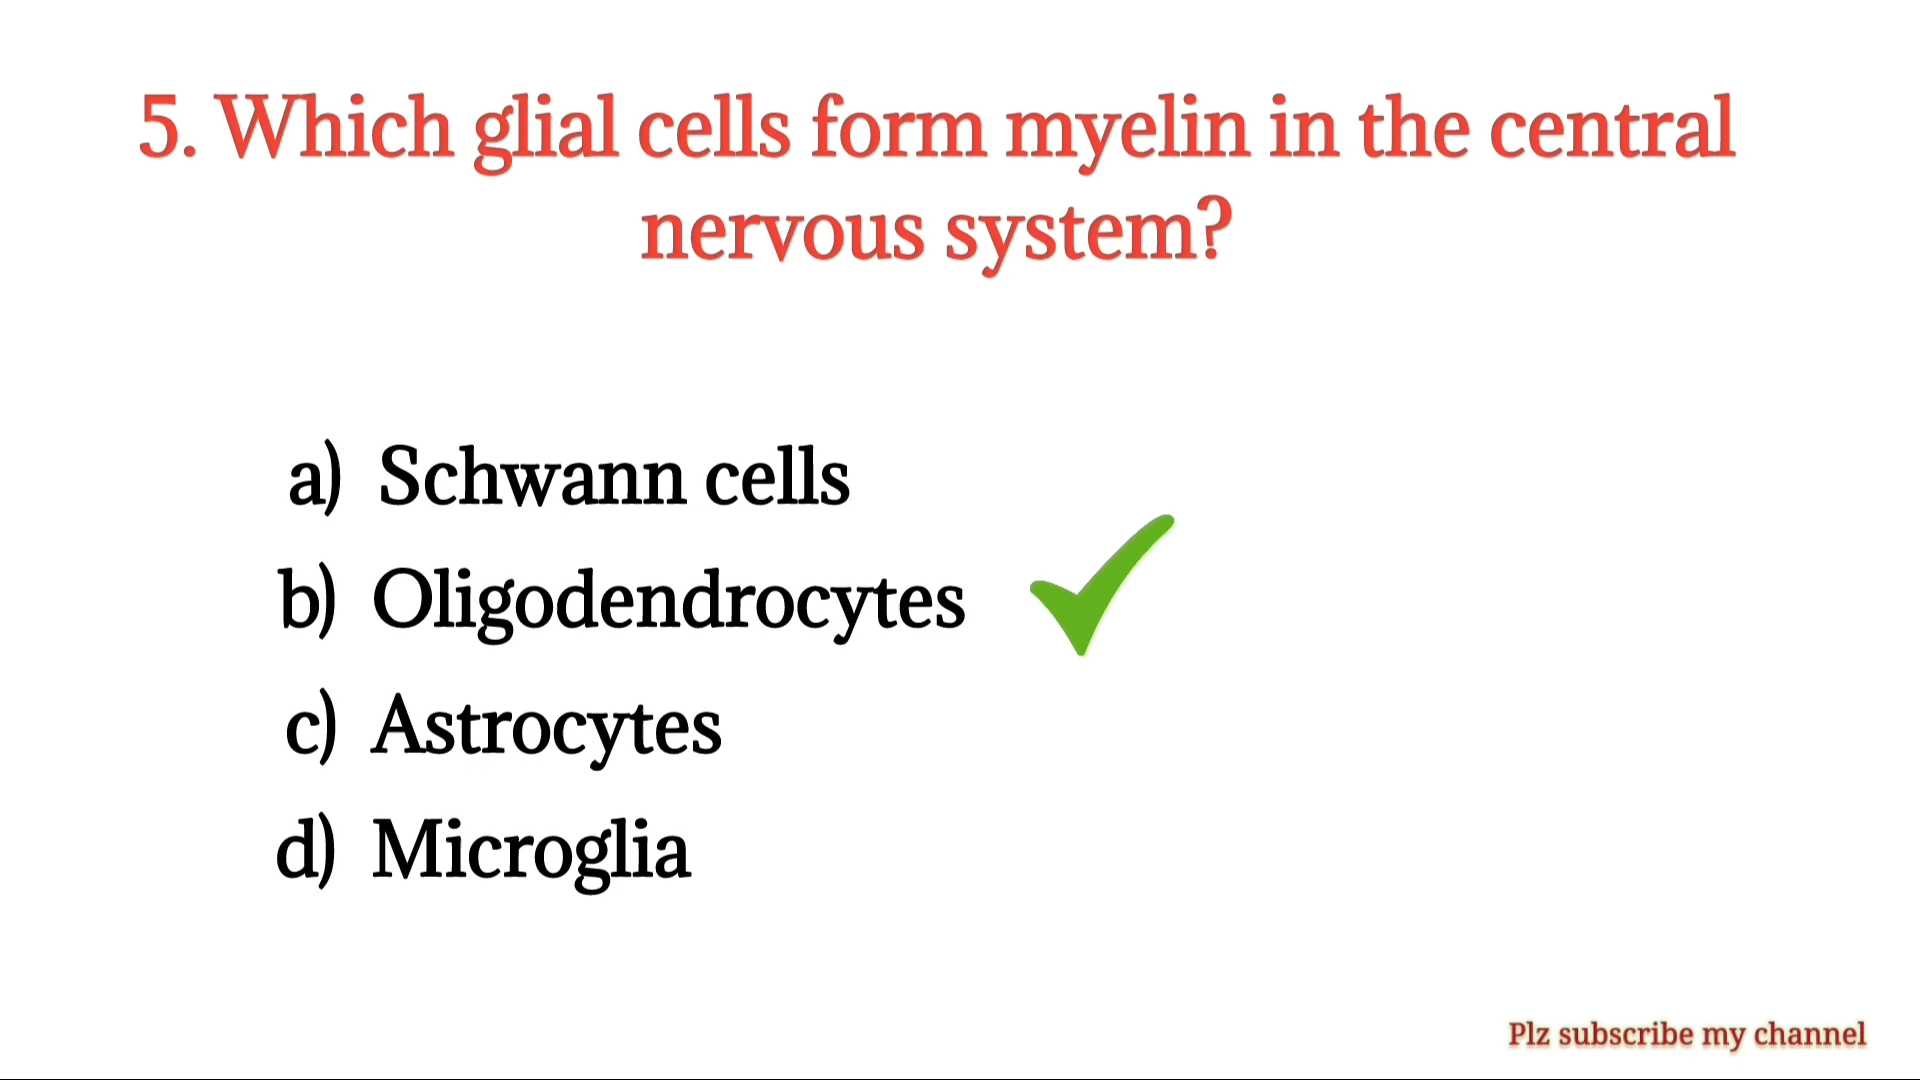 5. Which glial cells form myelin in the central
nervous system?
a) Schwann cells
b) Oligodendrocytes
c) Astrocytes
d) Microglia
Plz subscribe my channel